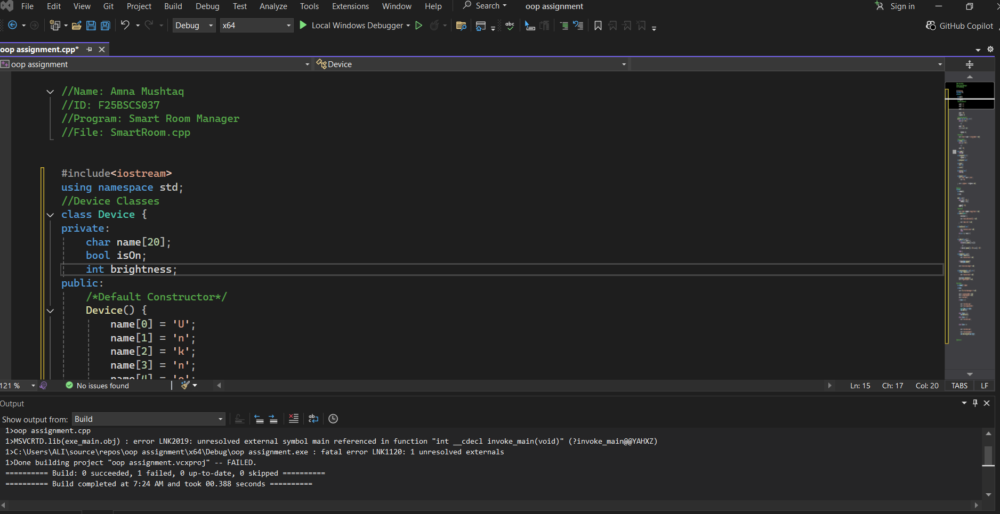 File Edit View Git Project Build Debug Test Analyze Tools Extensions Window Help Search oop assignment Sign in
Debug x64 Local Windows Debugger abc GitHub Copilot
oop assignment.cpp*
oop assignment Device
//Name: Amna Mushtaq
//ID: F25BSCS037
//Program: Smart Room Manager
//File: SmartRoom.cpp
#include<iostream>
using namespace std;
//Device Classes
class Device {
private:
char name[20];
bool isOn;
int brightness;
public:
/*Default Constructor*/
Device() {
name[0] = 'U';
name[1] = 'n';
name[2] = 'k';
name[3] = 'n';
name[4] = 'o';
121 % No issues found Ln: 15 Ch: 17 Col: 20 TABS LF
Output
Show output from: Build
1>oop assignment.cpp
1>MSVCRTD.lib(exe_main.obj) : error LNK2019: unresolved external symbol main referenced in function "int __cdecl invoke_main(void)" (?invoke_main@@YAHXZ)
1>C:\Users\ALI\source\repos\oop assignment\x64\Debug\oop assignment.exe : fatal error LNK1120: 1 unresolved externals
1>Done building project "oop assignment.vcxproj" -- FAILED.
========== Build: 0 succeeded, 1 failed, 0 up-to-date, 0 skipped ==========
========== Build completed at 7:24 AM and took 00.388 seconds ==========